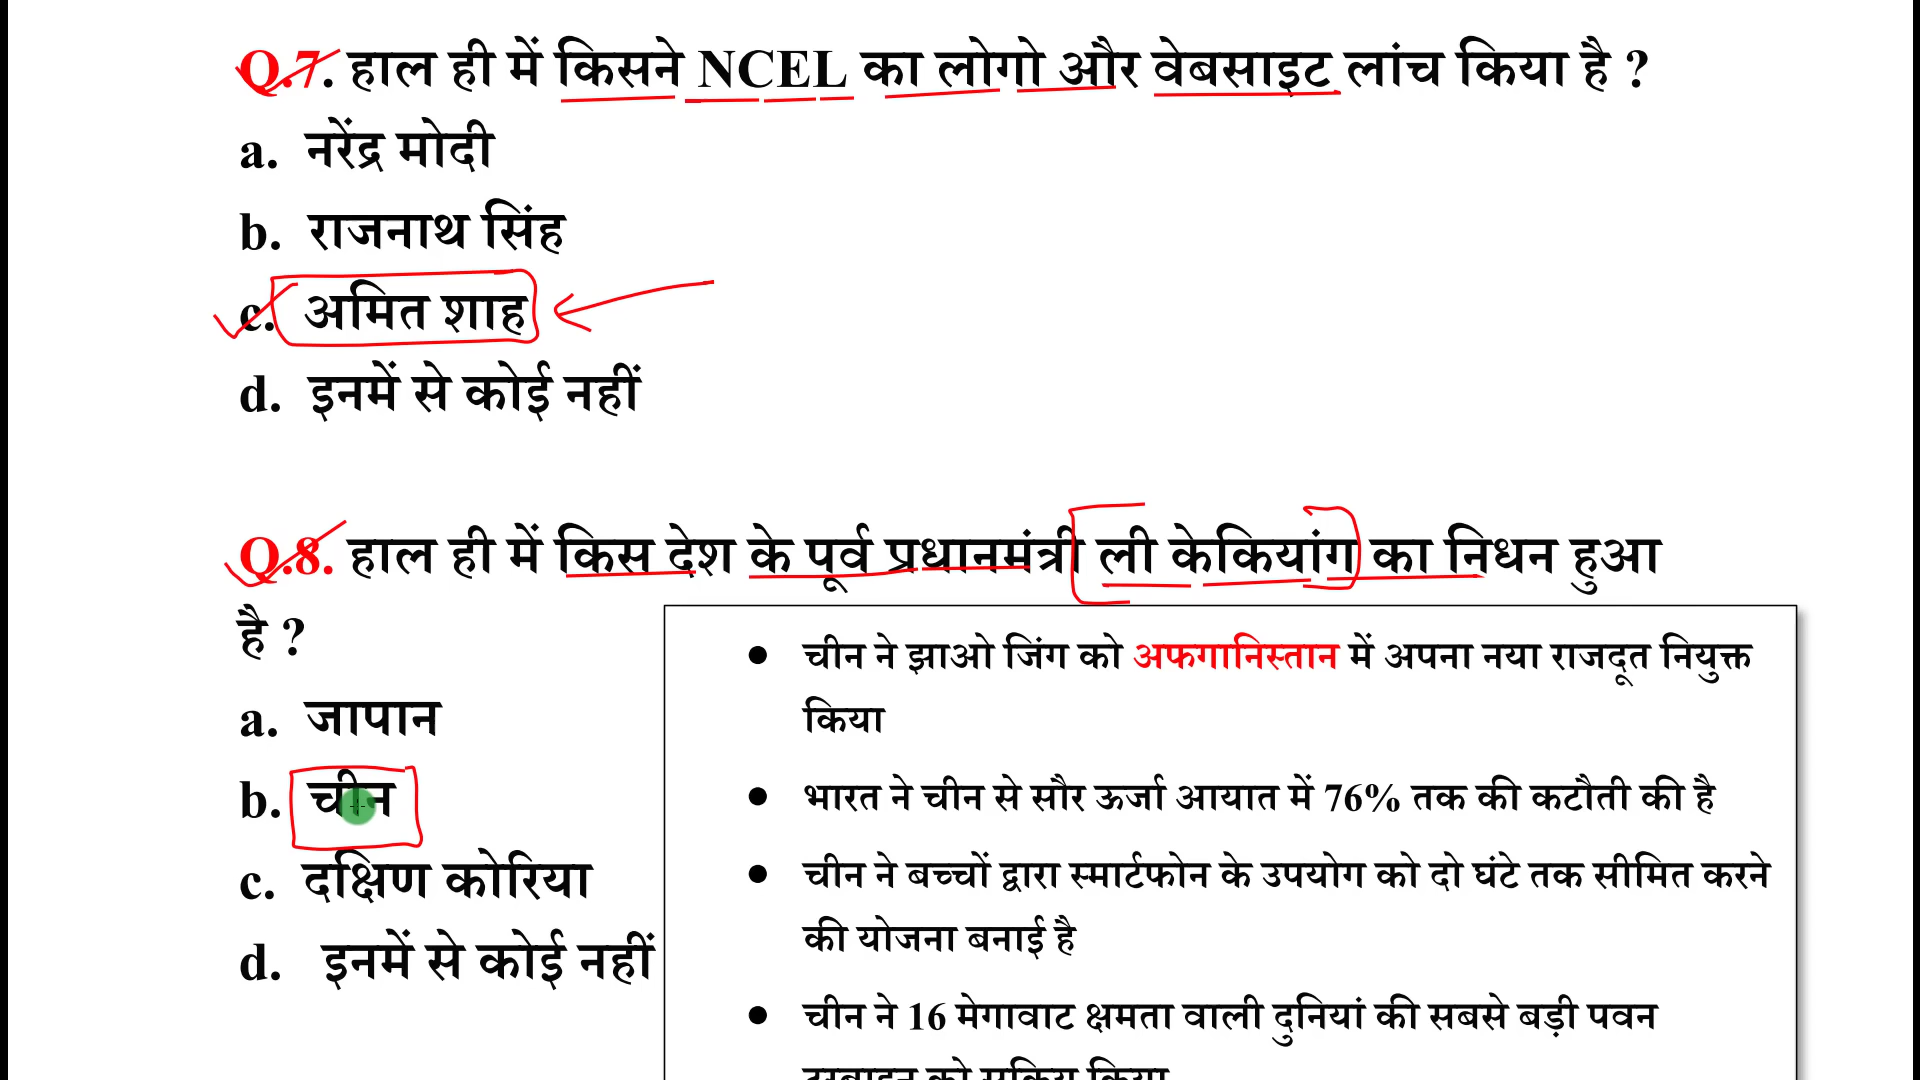 Q.7. हाल ही में किसने NCEL का लोगो और वेबसाइट लांच किया है ?
a. नरेंद्र मोदी
b. राजनाथ सिंह
c. अमित शाह
d. इनमें से कोई नहीं
Q.8. हाल ही में किस देश के पूर्व प्रधानमंत्री ली केकियांग का निधन हुआ
है ?
a. जापान
b. चीन
c. दक्षिण कोरिया
d. इनमें से कोई नहीं
• चीन ने झाओ जिंग को अफगानिस्तान में अपना नया राजदूत नियुक्त
किया
• भारत ने चीन से सौर ऊर्जा आयात में 76% तक की कटौती की है
• चीन ने बच्चों द्वारा स्मार्टफोन के उपयोग को दो घंटे तक सीमित करने
की योजना बनाई है
• चीन ने 16 मेगावाट क्षमता वाली दुनियां की सबसे बड़ी पवन
को किया